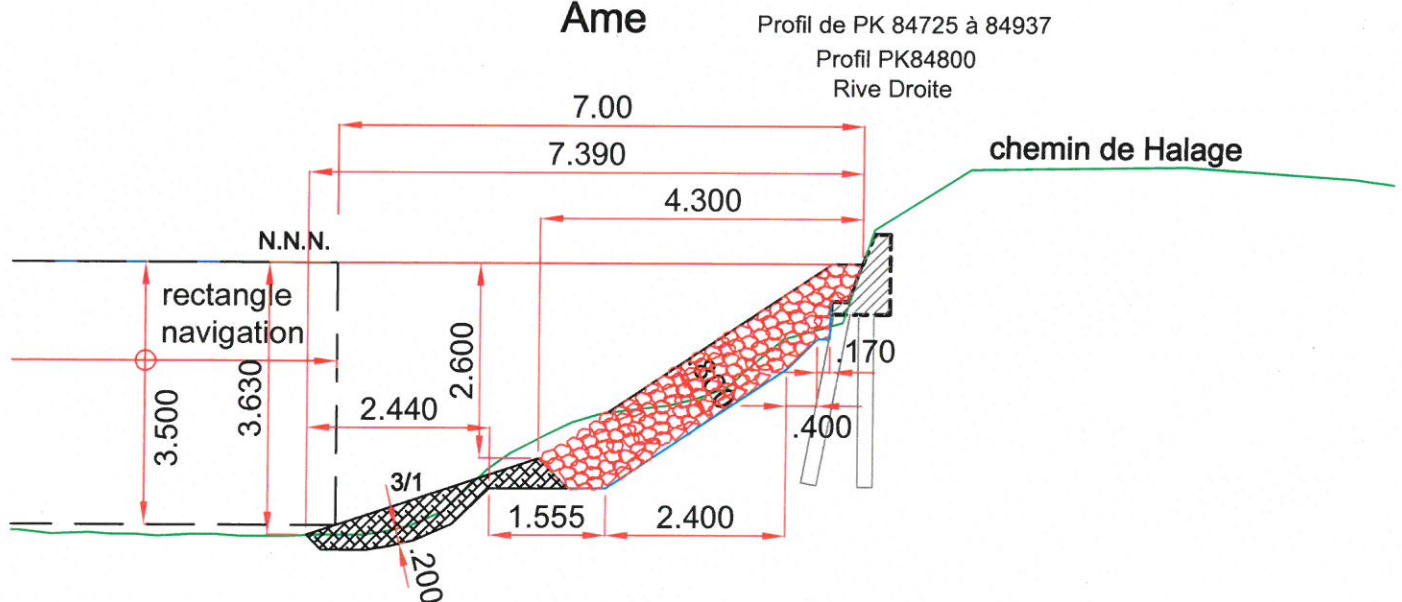 Ame
Profil de PK 84725 à 84937
Profil PK84800
Rive Droite
7.00
7.390
chemin de Halage
4.300
N.N.N.
rectangle
navigation
2.600
.170
3.500
3.630
2.440
.400
3/1
1.555
2.400
.200